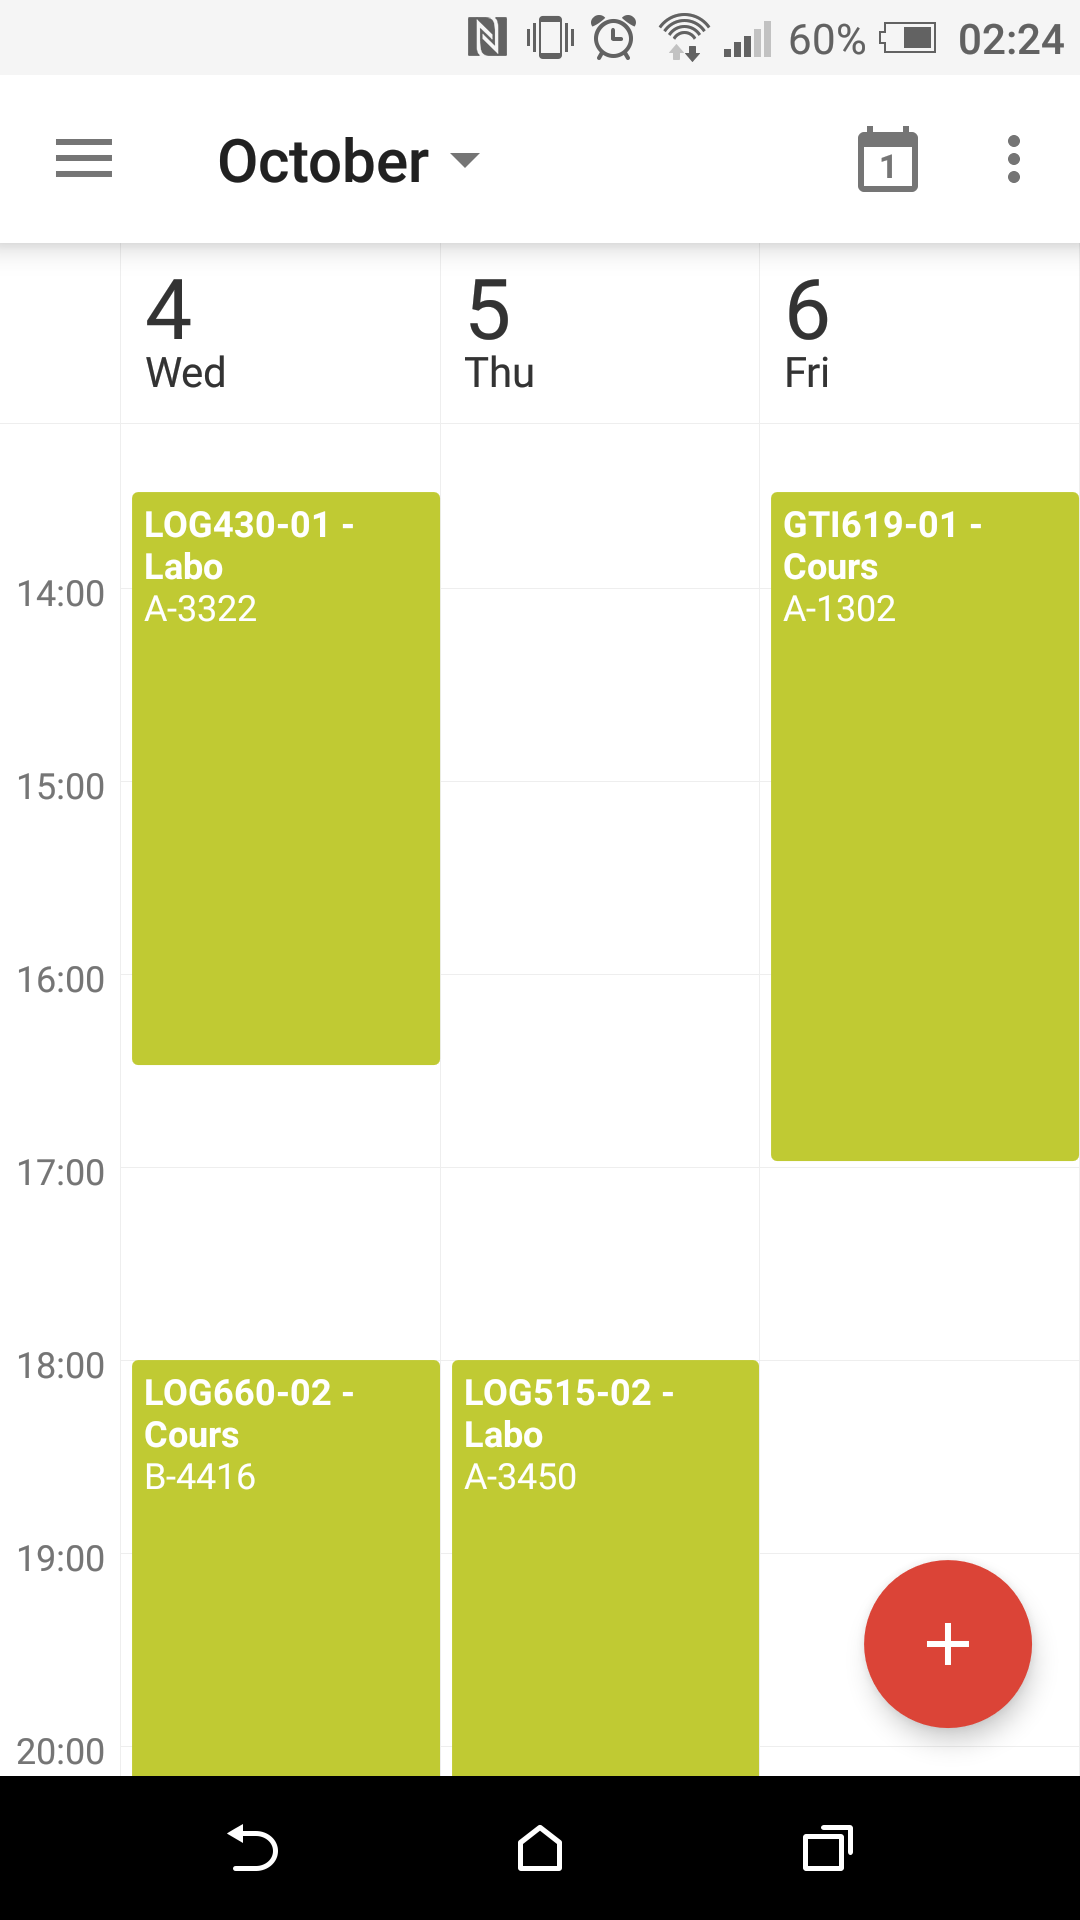 60% 02:24
October
1
4 5 6
Wed Thu Fri
LOG430-01 - GTI619-01 -
Labo Cours
14:00 A-3322 A-1302
15:00
16:00
17:00
18:00
LOG660-02 - LOG515-02 -
Cours Labo
B-4416 A-3450
19:00
20:00